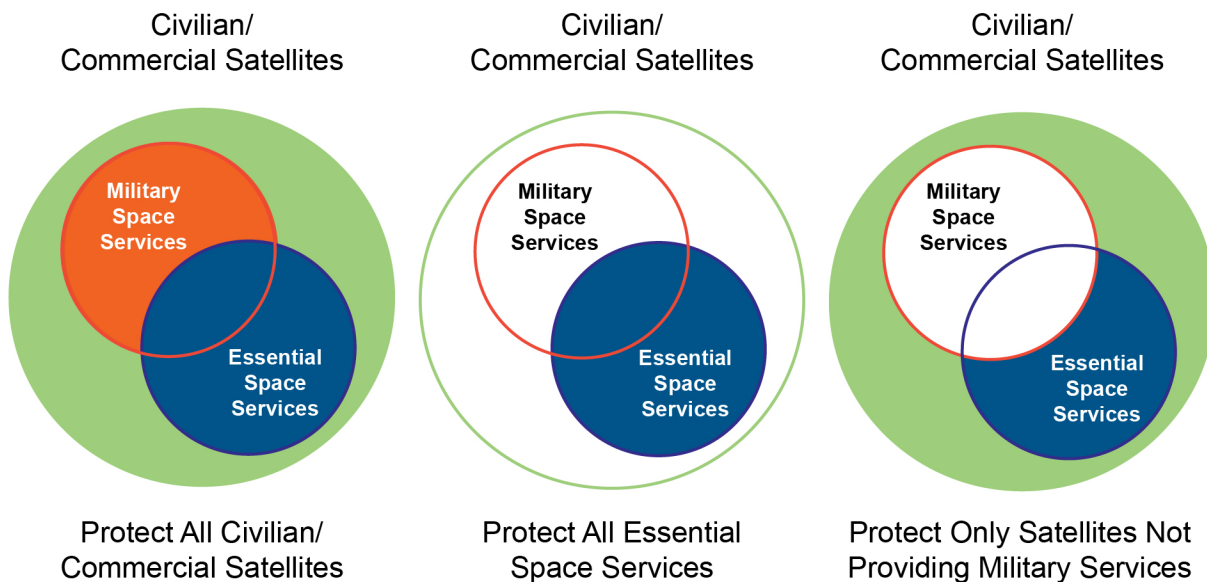 Civilian/
Commercial Satellites
Military
Space
Services
Essential
Space
Services
Protect All Civilian/
Commercial Satellites
Civilian/
Commercial Satellites
Military
Space
Services
Essential
Space
Services
Protect All Essential
Space Services
Civilian/
Commercial Satellites
Military
Space
Services
Essential
Space
Services
Protect Only Satellites Not
Providing Military Services